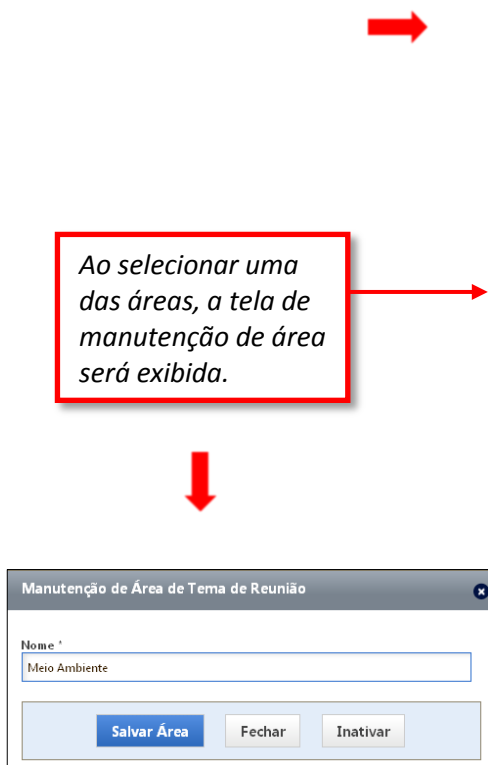 Ao selecionar uma
das áreas, a tela de
manutenção de área
será exibida.
Manutenção de Área de Tema de Reunião
Nome *
Meio Ambiente
Salvar Área Fechar Inativar